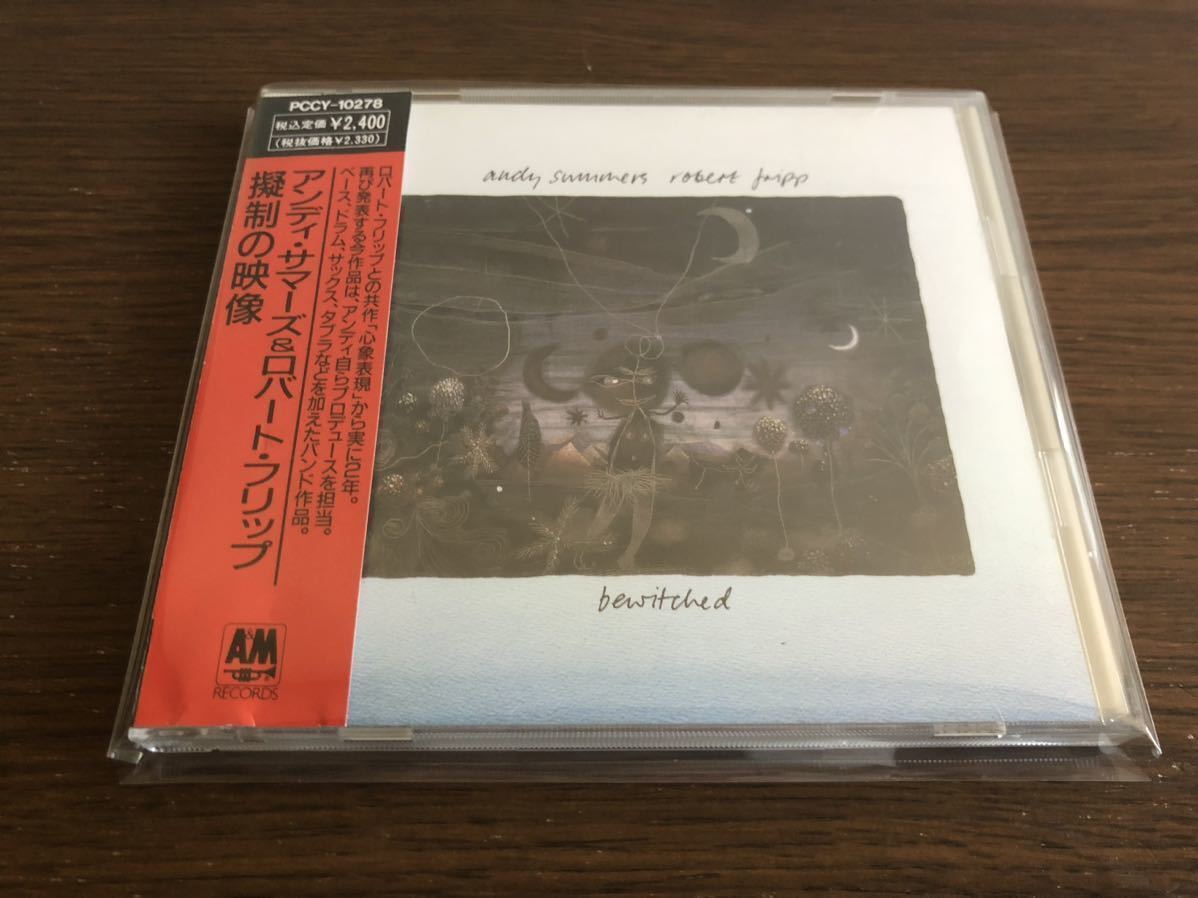 PCCY-10278
税込定価¥2,400
(税抜価格¥2,330)
ロバート・フリップとの共作「心象表現」から実に2年。
再び発表する今作品は、アンディ自らプロデュースを担当。
ベース、ドラム、サックス、タブラなどを加えたバンド作品。
アンディ・サマーズ&ロバート・フリップ
擬制の映像
A&M
RECORDS
andy summers robert fripp
bewitched